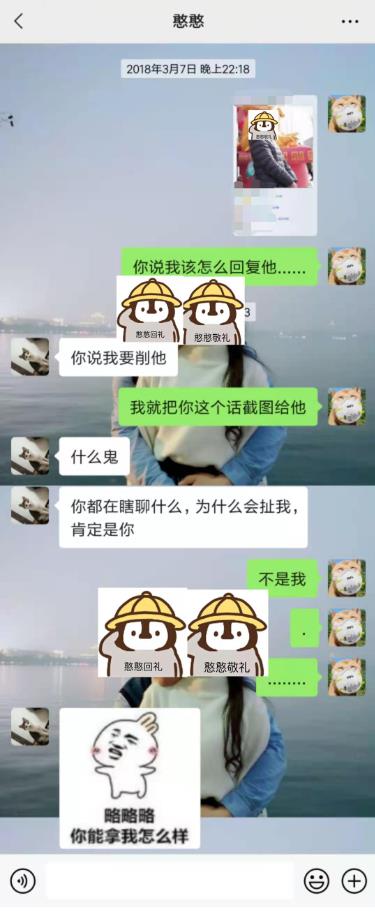 憨憨
2018年3月7日 晚上22:18
你说我该怎么回复他......
憨憨回礼
憨憨敬礼
3
你说我要削他
我就把你这个话截图给他
什么鬼
你都在瞎聊什么，为什么会扯我，
肯定是你
不是我
.
憨憨回礼
憨憨敬礼
........
略略略
你能拿我怎么样